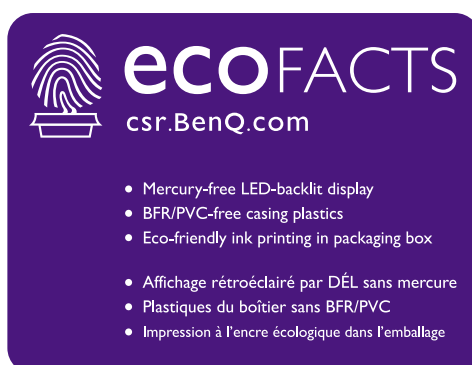 ecoFACTS
csr.BenQ.com
• Mercury-free LED-backlit display
• BFR/PVC-free casing plastics
• Eco-friendly ink printing in packaging box
• Affichage rétroéclairé par DÉL sans mercure
• Plastiques du boîtier sans BFR/PVC
• Impression à l'encre écologique dans l'emballage